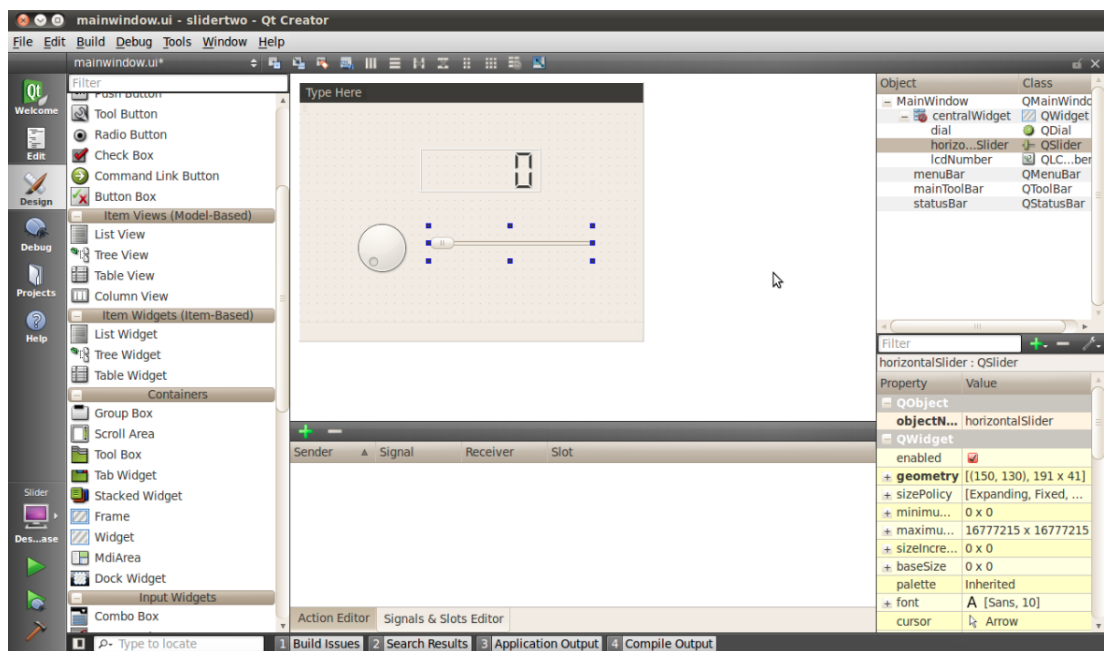 mainwindow.ui - slidertwo - Qt Creator
File Edit Build Debug Tools Window Help
mainwindow.ui*
Qt
Welcome
Edit
Design
Debug
Projects
Help
Slider
Des...ase
Filter
Push Button
Tool Button
Radio Button
Check Box
Command Link Button
Button Box
Item Views (Model-Based)
List View
Tree View
Table View
Column View
Item Widgets (Item-Based)
List Widget
Tree Widget
Table Widget
Containers
Group Box
Scroll Area
Tool Box
Tab Widget
Stacked Widget
Frame
Widget
MdiArea
Dock Widget
Input Widgets
Combo Box
Type Here
0
Sender Signal Receiver Slot
Action Editor Signals & Slots Editor
Object Class
MainWindow QMainWindo
centralWidget QWidget
dial QDial
horizo...Slider QSlider
lcdNumber QLC...ber
menuBar QMenuBar
mainToolBar QToolBar
statusBar QStatusBar
Filter
horizontalSlider : QSlider
Property Value
QObject
objectN... horizontalSlider
QWidget
enabled
geometry [(150, 130), 191 x 41]
sizePolicy [Expanding, Fixed, ...
minimu... 0 x 0
maximu... 16777215 x 16777215
sizeIncre... 0 x 0
baseSize 0 x 0
palette Inherited
font A [Sans, 10]
cursor Arrow
Type to locate
1 Build Issues 2 Search Results 3 Application Output 4 Compile Output